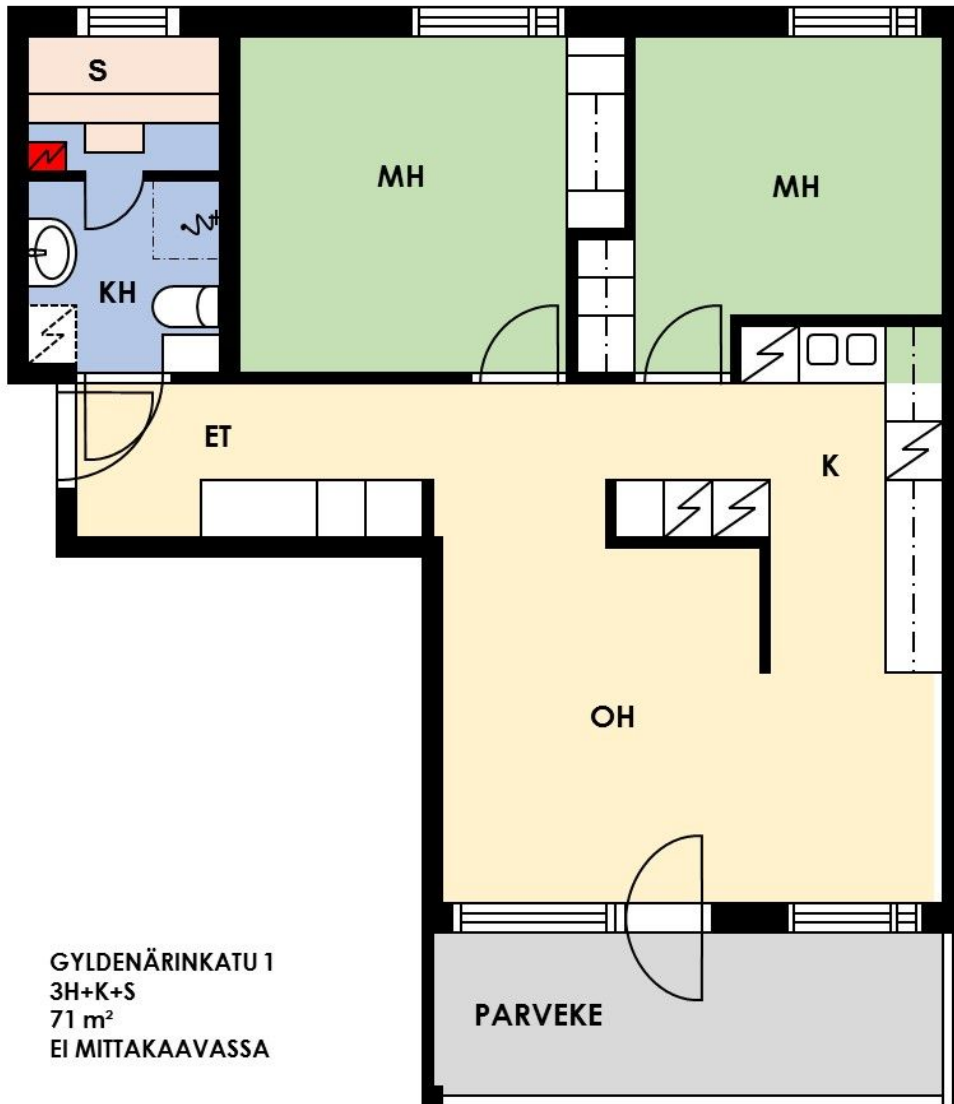 S
MH
MH
KH
ET
K
OH
PARVEKE
GYLDENÄRINKATU 1
3H+K+S
71 m²
EI MITTAKAAVASSA